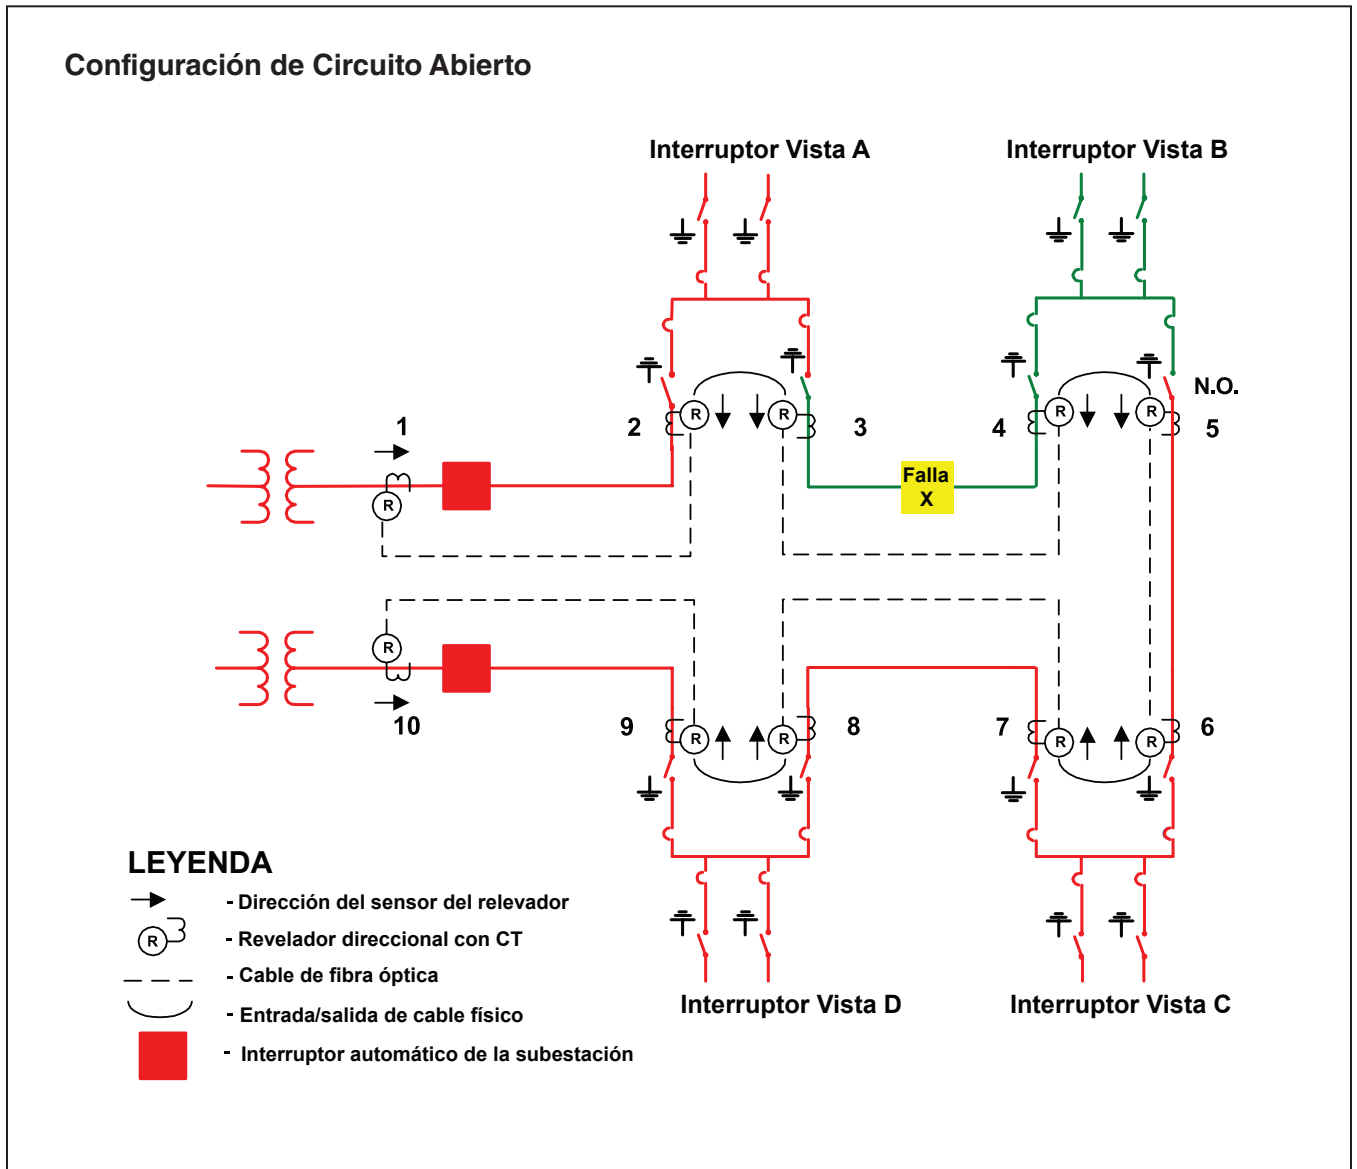 Configuración de Circuito Abierto
Interruptor Vista A
Interruptor Vista B
N.O.
1
2
R
R
3
4
R
R
5
R
Falla
X
R
10
9
R
R
8
7
R
R
6
LEYENDA
- Dirección del sensor del relevador
R
- Revelador direccional con CT
- Cable de fibra óptica
- Entrada/salida de cable físico
- Interruptor automático de la subestación
Interruptor Vista D
Interruptor Vista C